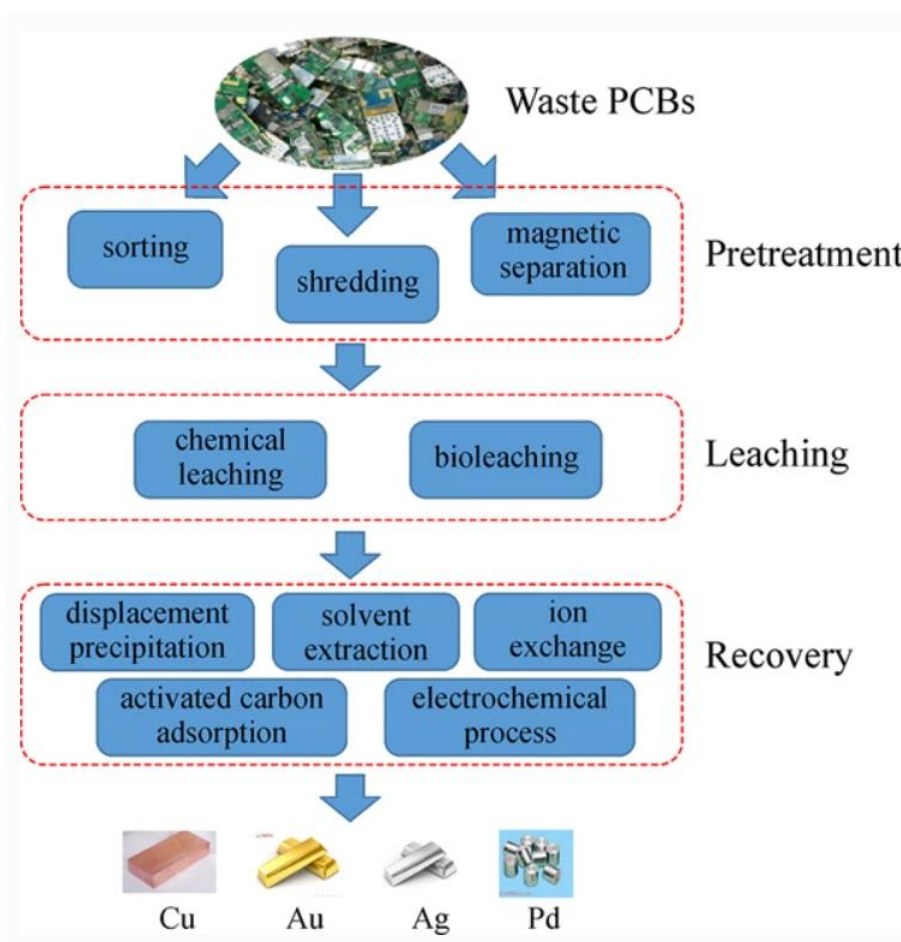 Waste PCBs
sorting
shredding
magnetic
separation
Pretreatment
chemical
leaching
bioleaching
Leaching
displacement
precipitation
solvent
extraction
ion
exchange
activated carbon
adsorption
electrochemical
process
Recovery
Cu
Au
Ag
Pd